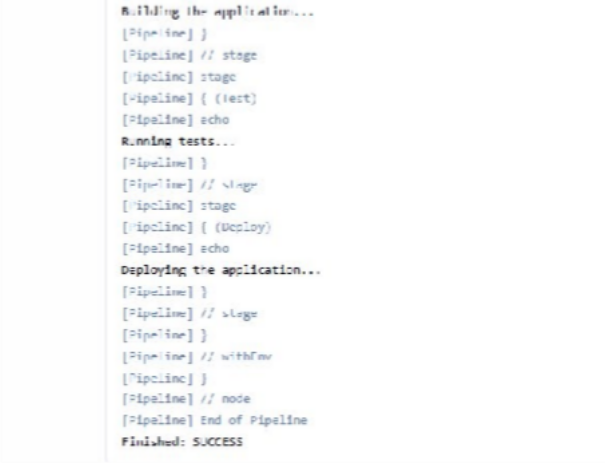 Building the application...
[Pipeline] }
[Pipeline] // stage
[Pipeline] stage
[Pipeline] { (Test)
[Pipeline] echo
Running tests...
[Pipeline] }
[Pipeline] // stage
[Pipeline] stage
[Pipeline] { (Deploy)
[Pipeline] echo
Deploying the application...
[Pipeline] }
[Pipeline] // stage
[Pipeline] }
[Pipeline] // withEnv
[Pipeline] }
[Pipeline] // node
[Pipeline] End of Pipeline
Finished: SUCCESS